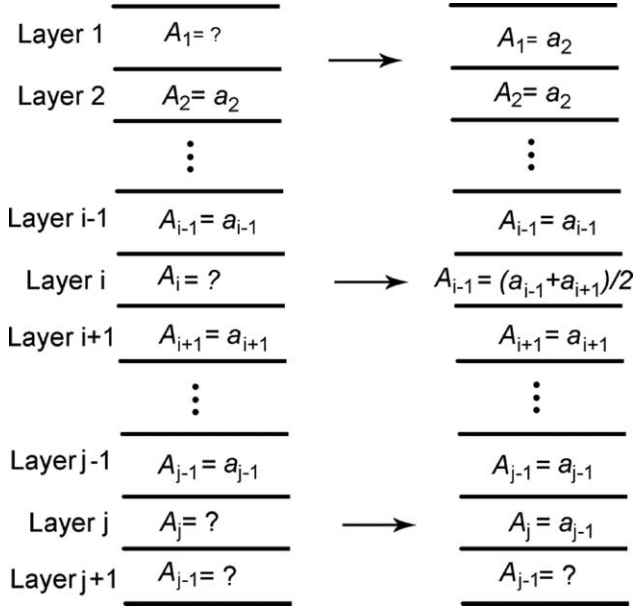 Layer 1 A₁= ? A₁= a₂
Layer 2 A₂= a₂ A₂= a₂
⋮ ⋮
Layer i-1 Aᵢ₋₁= aᵢ₋₁ Aᵢ₋₁= aᵢ₋₁
Layer i Aᵢ= ? Aᵢ₋₁= (aᵢ₋₁+aᵢ₊₁)/2
Layer i+1 Aᵢ₊₁= aᵢ₊₁ Aᵢ₊₁= aᵢ₊₁
⋮ ⋮
Layer j-1 Aⱼ₋₁= aⱼ₋₁ Aⱼ₋₁= aⱼ₋₁
Layer j Aⱼ= ? Aⱼ = aⱼ₋₁
Layer j+1 Aⱼ₋₁= ? Aⱼ₋₁= ?